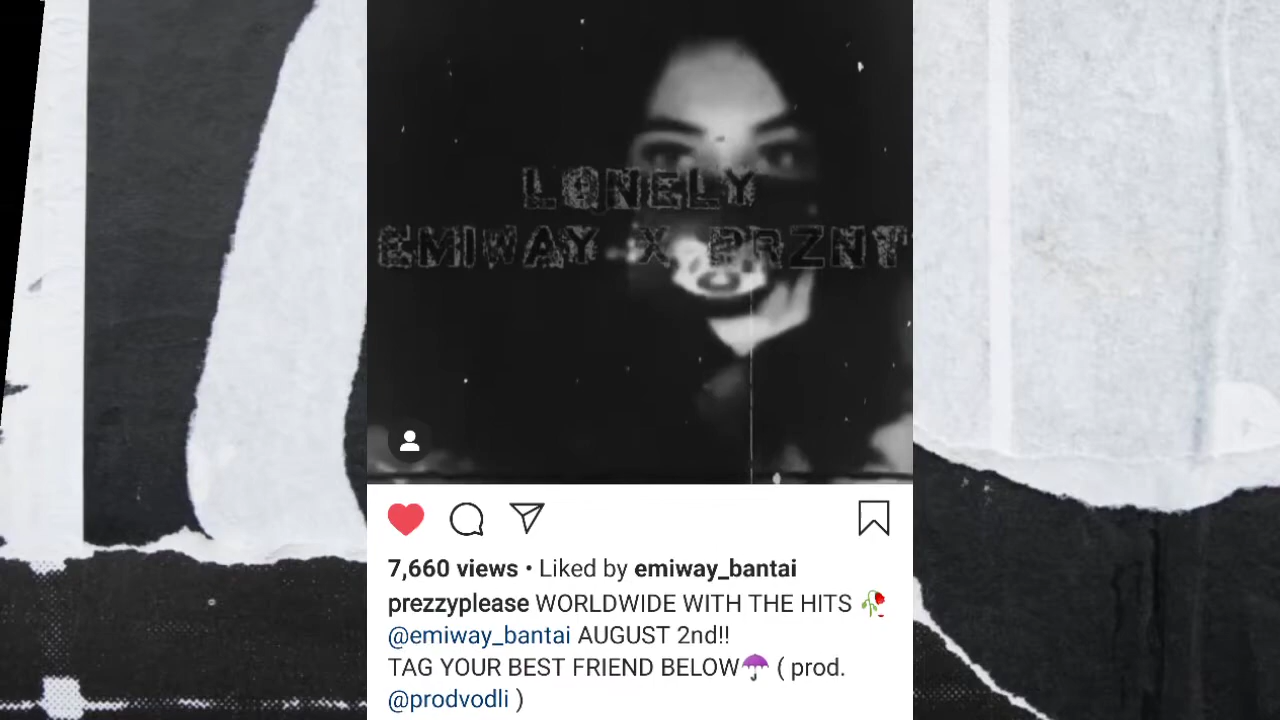 LONELY
EMIWAY X PRZNT
7,660 views • Liked by emiway_bantai
prezzyplease WORLDWIDE WITH THE HITS 🥀
@emiway_bantai AUGUST 2nd!!
TAG YOUR BEST FRIEND BELOW☂️ ( prod.
@prodvodli )